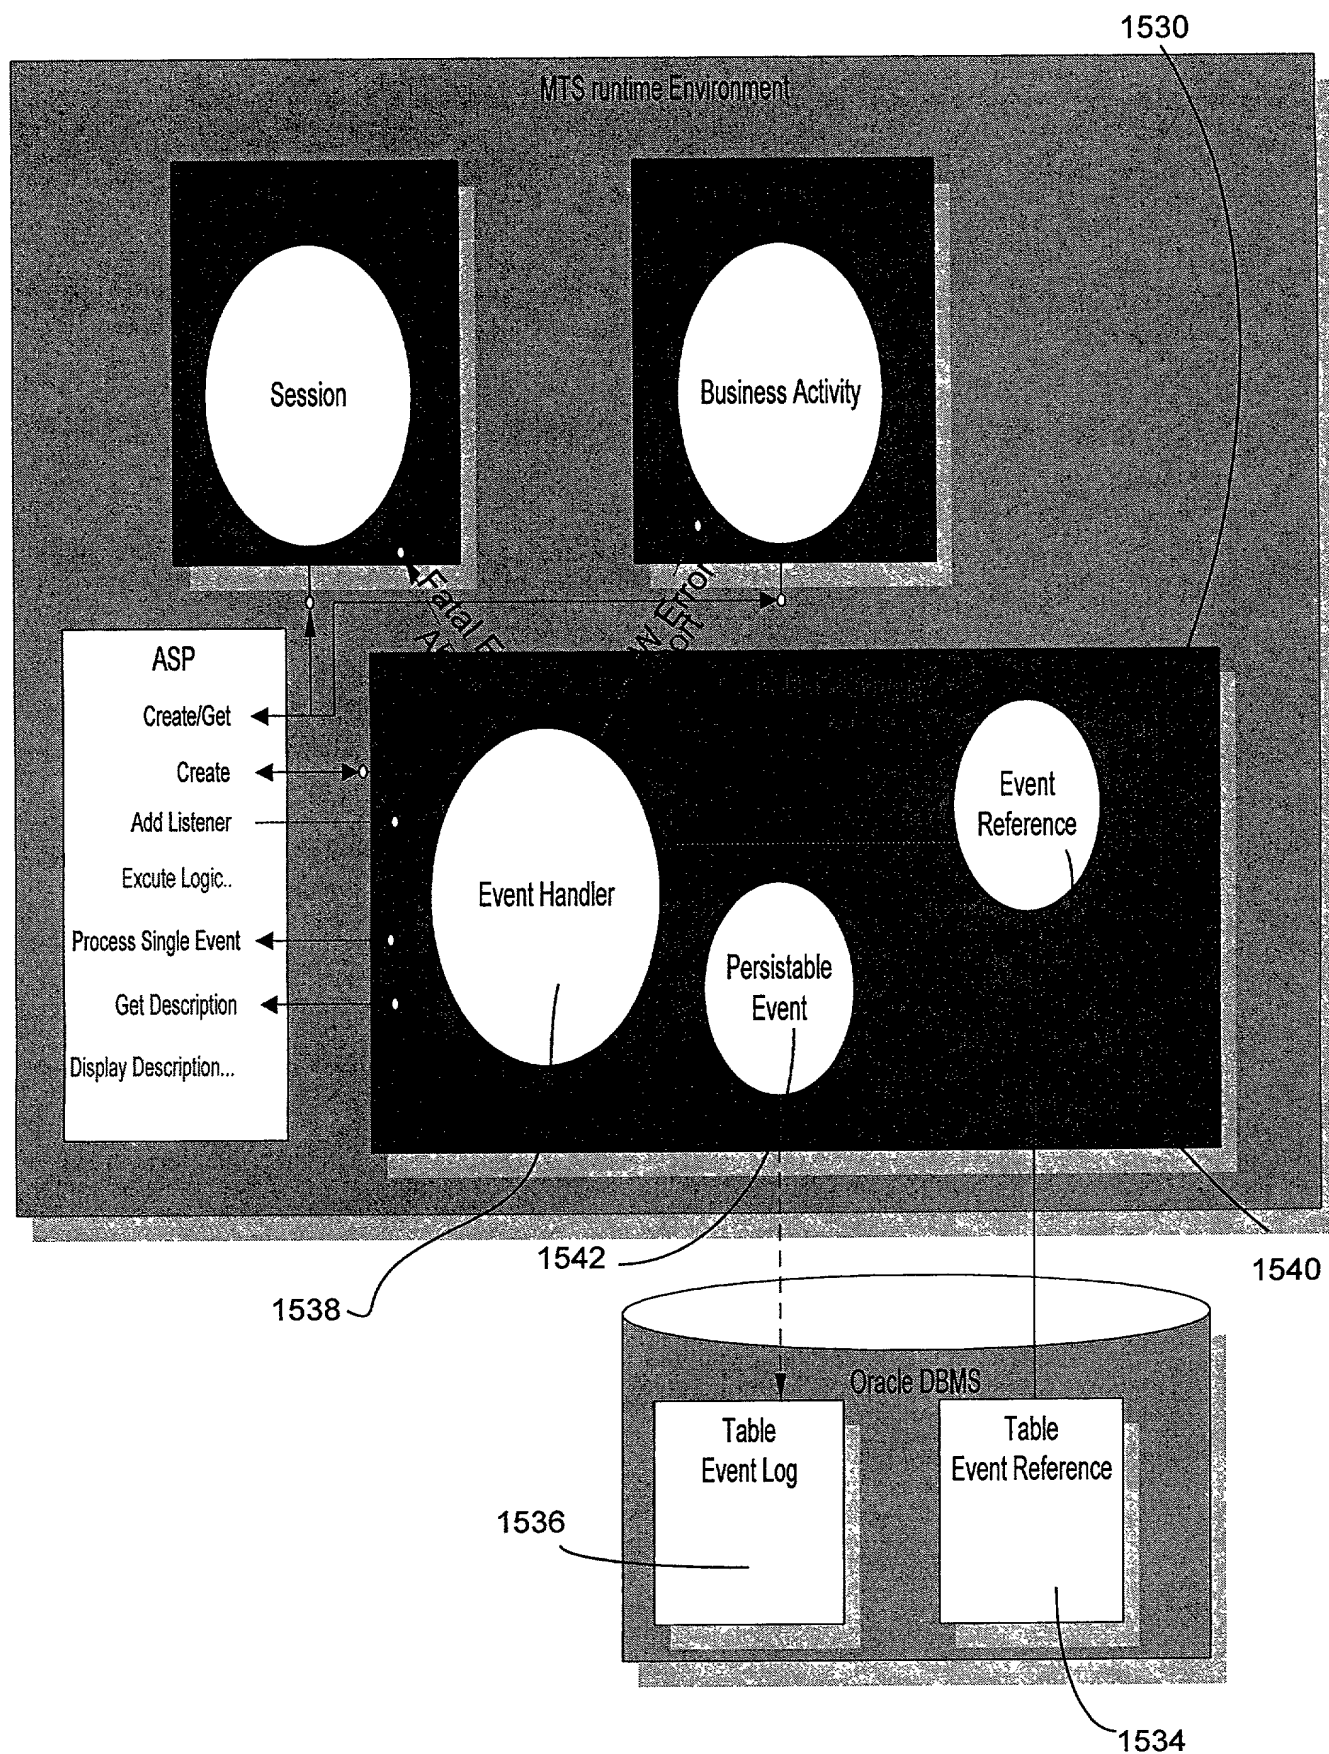 1530
MTS runtime Environment
Session
Business Activity
Fatal
Error
ASP
Create/Get
Create
Add Listener
Excute Logic..
Process Single Event
Get Description
Display Description...
Event
Reference
Event Handler
Persistable
Event
1542
1540
1538
Oracle DBMS
Table
Event Log
Table
Event Reference
1536
1534